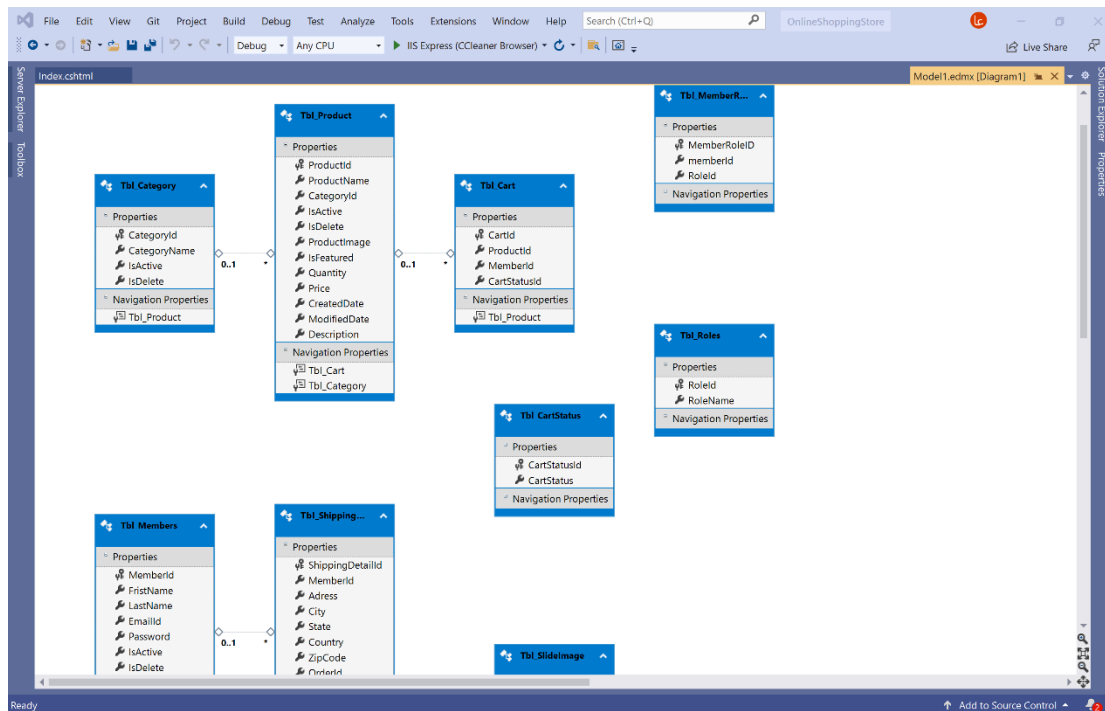 File Edit View Git Project Build Debug Test Analyze Tools Extensions Window Help Search (Ctrl+Q) OnlineShoppingStore lc
Debug Any CPU IIS Express (CCleaner Browser) Live Share
Server Explorer
Toolbox
Index.cshtml
Model1.edmx [Diagram1]
Solution Explorer
Properties
Tbl_Category
Properties
CategoryId
CategoryName
IsActive
IsDelete
Navigation Properties
Tbl_Product
0..1 *
Tbl_Product
Properties
ProductId
ProductName
CategoryId
IsActive
IsDelete
ProductImage
IsFeatured
Quantity
Price
CreatedDate
ModifiedDate
Description
Navigation Properties
Tbl_Cart
Tbl_Category
0..1 *
Tbl_Cart
Properties
CartId
ProductId
MemberId
CartStatusId
Navigation Properties
Tbl_Product
Tbl_MemberR...
Properties
MemberRoleID
memberId
RoleId
Navigation Properties
Tbl_Roles
Properties
RoleId
RoleName
Navigation Properties
Tbl_CartStatus
Properties
CartStatusId
CartStatus
Navigation Properties
Tbl_Members
Properties
MemberId
FristName
LastName
EmailId
Password
IsActive
IsDelete
0..1 *
Tbl_Shipping...
Properties
ShippingDetailId
MemberId
Adress
City
State
Country
ZipCode
OrderId
Tbl_SlideImage
Ready
Add to Source Control
2